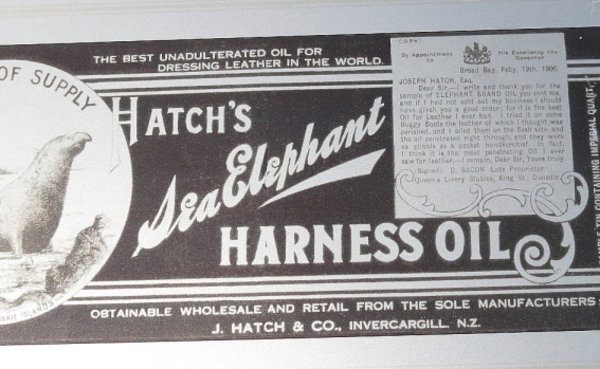 OF SUPPLY
ARIE ISLANDS
THE BEST UNADULTERATED OIL FOR
DRESSING LEATHER IN THE WORLD.
HATCH'S
Sea Elephant
HARNESS OIL
COPY:
By Appointment to His Excellency the Governor
Broad Bay, Feby. 19th, 1906.
JOSEPH HATCH, Esq.
Dear Sir,—I write and thank you for the
sample of ELEPHANT BRAND OIL you sent me,
and if I had not sold out my business I should
have given you a good order, for it is the best
Oil for Leather I ever had. I tried it on some
Buggy Boots the leather of which I thought was
perished, and I oiled them on the flesh side, and
the oil penetrated right through, and they were
as pliable as a pocket handkerchief. In fact,
I think it is the most penetrating Oil I ever
saw for leather.—I remain, Dear Sir, Yours truly
(Signed) D. BACON Late Proprietor
Queen's Livery Stables, King St., Dunedin
SAMPLE TIN CONTAINING IMPERIAL QUART.
OBTAINABLE WHOLESALE AND RETAIL FROM THE SOLE MANUFACTURERS
J. HATCH & CO., INVERCARGILL, N.Z.